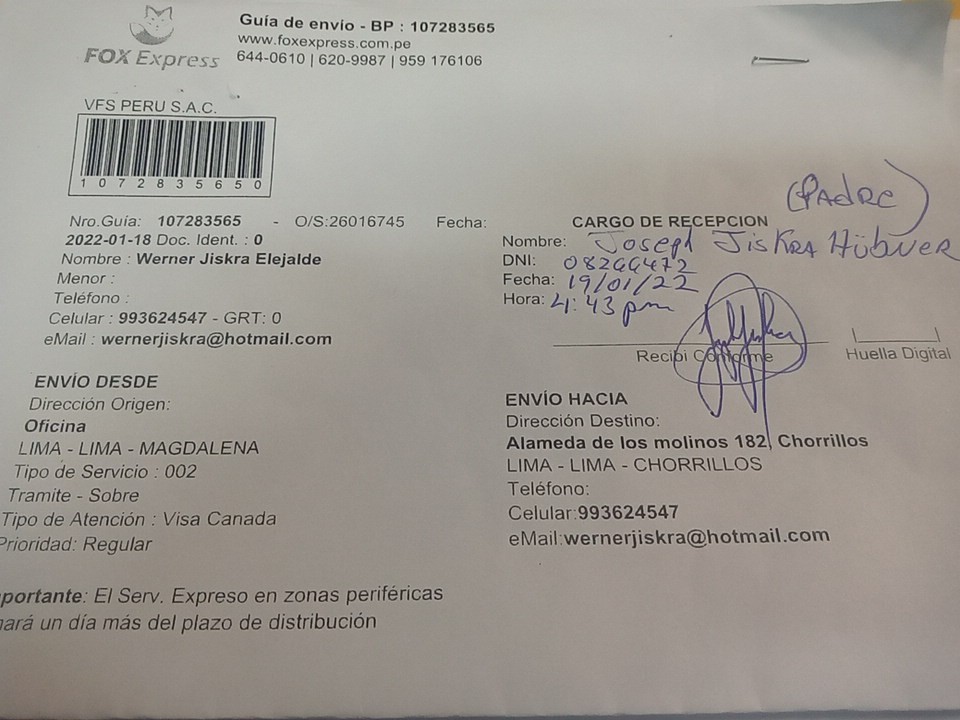 FOX Express
Guía de envío - BP : 107283565
www.foxexpress.com.pe
644-0610 | 620-9987 | 959 176106
VFS PERU S.A.C.
1 0 7 2 8 3 5 6 5 0
Nro.Guía: 107283565 - O/S:26016745 Fecha:
2022-01-18 Doc. Ident. : 0
Nombre : Werner Jiskra Elejalde
Menor :
Teléfono :
Celular : 993624547 - GRT: 0
eMail : wernerjiskra@hotmail.com
ENVÍO DESDE
Dirección Origen:
Oficina
LIMA - LIMA - MAGDALENA
Tipo de Servicio : 002
Tramite - Sobre
Tipo de Atención : Visa Canada
Prioridad: Regular
(PAdRE)
CARGO DE RECEPCION
Nombre: Joseph JisKRA Hübner
DNI:
Fecha: 19/01/22
Hora: 4:43 pm
Recibi Conforme
Huella Digital
ENVÍO HACIA
Dirección Destino:
Alameda de los molinos 182, Chorrillos
LIMA - LIMA - CHORRILLOS
Teléfono:
Celular:993624547
eMail:wernerjiskra@hotmail.com
portante: El Serv. Expreso en zonas periféricas
ará un día más del plazo de distribución